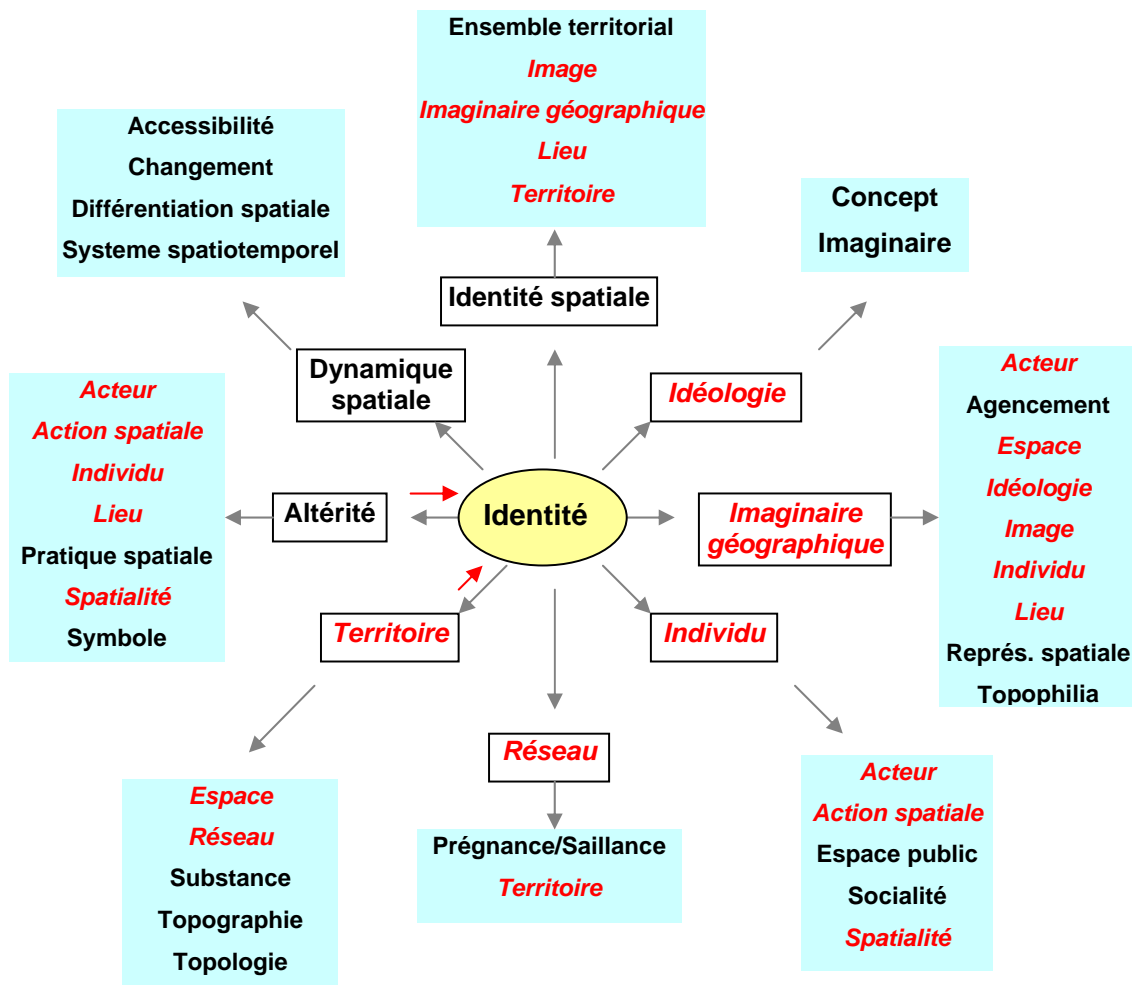 Ensemble territorial
Image
Imaginaire géographique
Lieu
Territoire
Accessibilité
Changement
Différentiation spatiale
Systeme spatiotemporel
Concept
Imaginaire
Identité spatiale
Dynamique
spatiale
Idéologie
Acteur
Action spatiale
Individu
Lieu
Pratique spatiale
Spatialité
Symbole
Altérité
Identité
Imaginaire
géographique
Acteur
Agencement
Espace
Idéologie
Image
Individu
Lieu
Représ. spatiale
Topophilia
Territoire
Individu
Réseau
Espace
Réseau
Substance
Topographie
Topologie
Prégnance/Saillance
Territoire
Acteur
Action spatiale
Espace public
Socialité
Spatialité